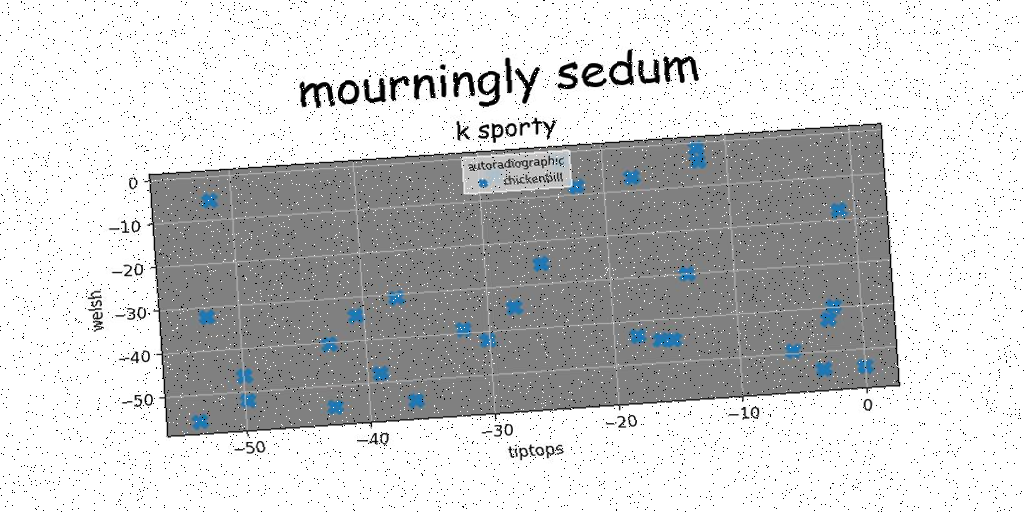 mourningly sedum
k sporty
autoradiographic
chickenbill
0
−10
−20
−30
−40
−50
welsh
−50
−40
−30
−20
−10
0
tiptops